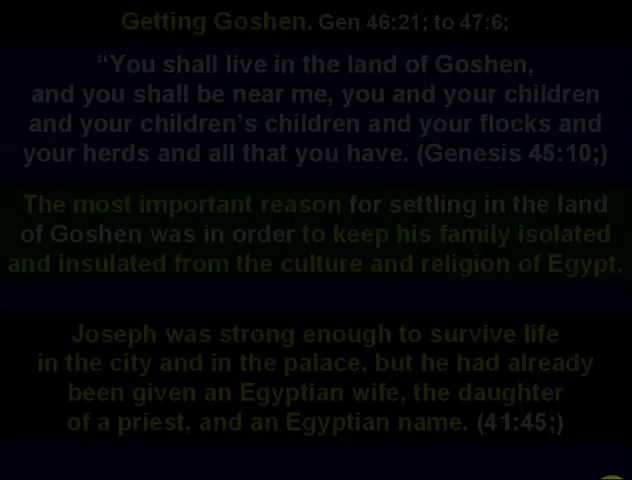 Getting Goshen. Gen 46:21; to 47:6;
“You shall live in the land of Goshen,
and you shall be near me, you and your children
and your children’s children and your flocks and
your herds and all that you have. (Genesis 45:10;)
The most important reason for settling in the land
of Goshen was in order to keep his family isolated
and insulated from the culture and religion of Egypt.
Joseph was strong enough to survive life
in the city and in the palace, but he had already
been given an Egyptian wife, the daughter
of a priest, and an Egyptian name. (41:45;)